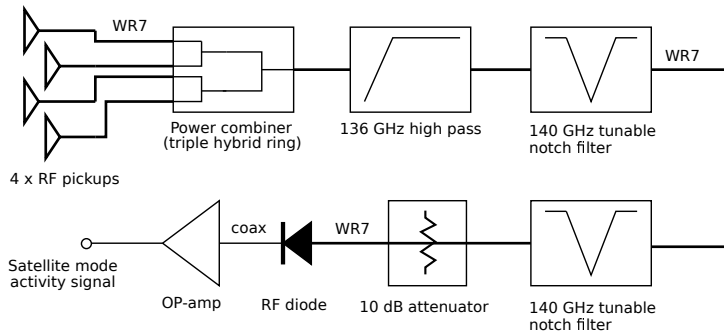 WR7
WR7
Power combiner
(triple hybrid ring)
136 GHz high pass
140 GHz tunable
notch filter
4 x RF pickups
coax
WR7
Satellite mode
activity signal
OP-amp
RF diode
10 dB attenuator
140 GHz tunable
notch filter